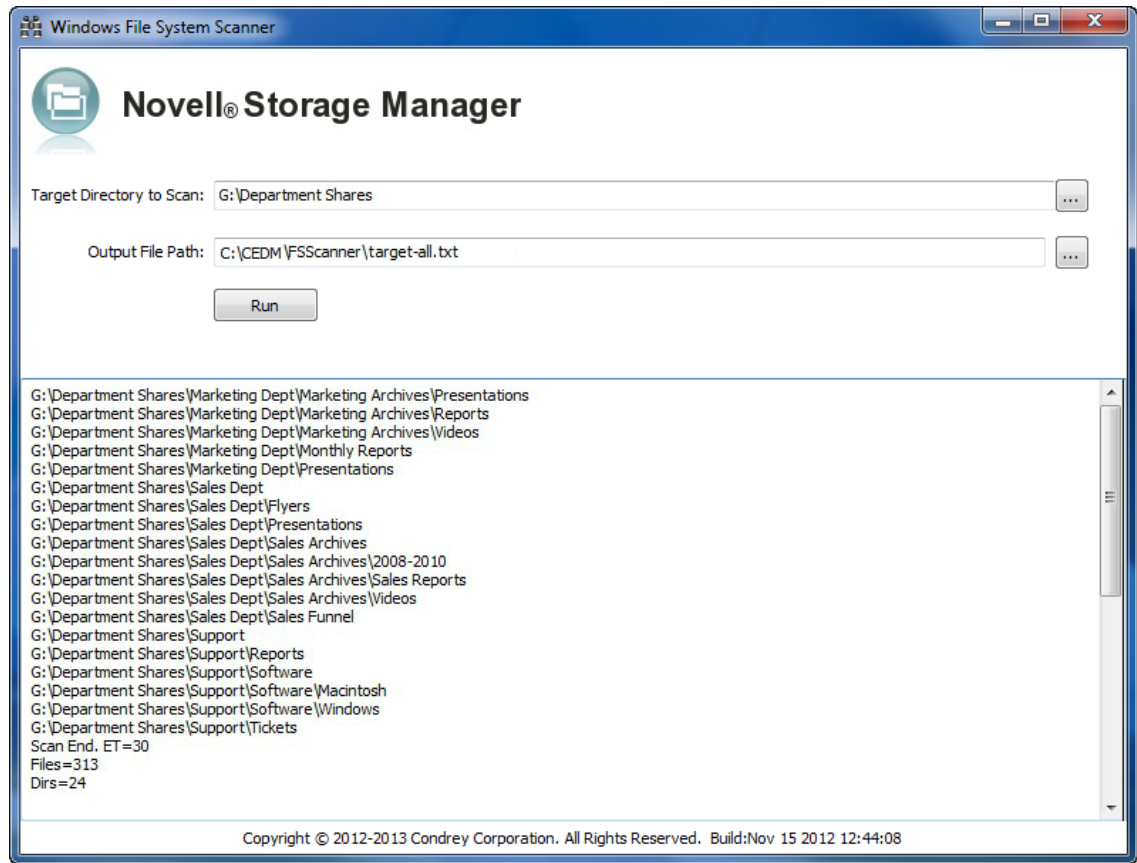 Windows File System Scanner
Novell® Storage Manager
Target Directory to Scan: G:\Department Shares ...
Output File Path: C:\CEDM\FSScanner\target-all.txt ...
Run
G:\Department Shares\Marketing Dept\Marketing Archives\Presentations
G:\Department Shares\Marketing Dept\Marketing Archives\Reports
G:\Department Shares\Marketing Dept\Marketing Archives\Videos
G:\Department Shares\Marketing Dept\Monthly Reports
G:\Department Shares\Marketing Dept\Presentations
G:\Department Shares\Sales Dept
G:\Department Shares\Sales Dept\Flyers
G:\Department Shares\Sales Dept\Presentations
G:\Department Shares\Sales Dept\Sales Archives
G:\Department Shares\Sales Dept\Sales Archives\2008-2010
G:\Department Shares\Sales Dept\Sales Archives\Sales Reports
G:\Department Shares\Sales Dept\Sales Archives\Videos
G:\Department Shares\Sales Dept\Sales Funnel
G:\Department Shares\Support
G:\Department Shares\Support\Reports
G:\Department Shares\Support\Software
G:\Department Shares\Support\Software\Macintosh
G:\Department Shares\Support\Software\Windows
G:\Department Shares\Support\Tickets
Scan End. ET=30
Files=313
Dirs=24
Copyright © 2012-2013 Condrey Corporation. All Rights Reserved. Build:Nov 15 2012 12:44:08